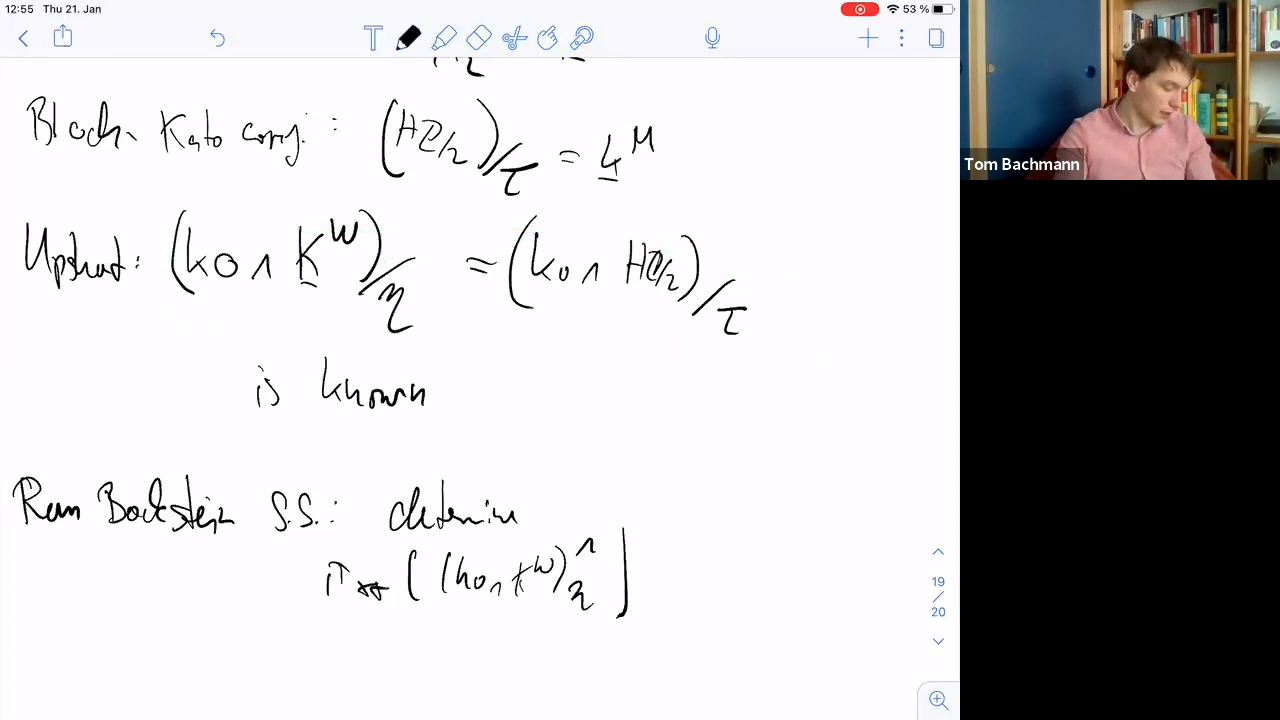 12:55 Thu 21. Jan 53 %
Bloch-Kato conj.: (HZ/2)/τ = k^M
Tom Bachmann
Upshot: (ko ∧ K^W)/η = (ko ∧ HZ/2)/τ
is known
Run Bockstein S.S.: determine
π** [ (ko ∧ K^W)^∧_η ]
19
/
20